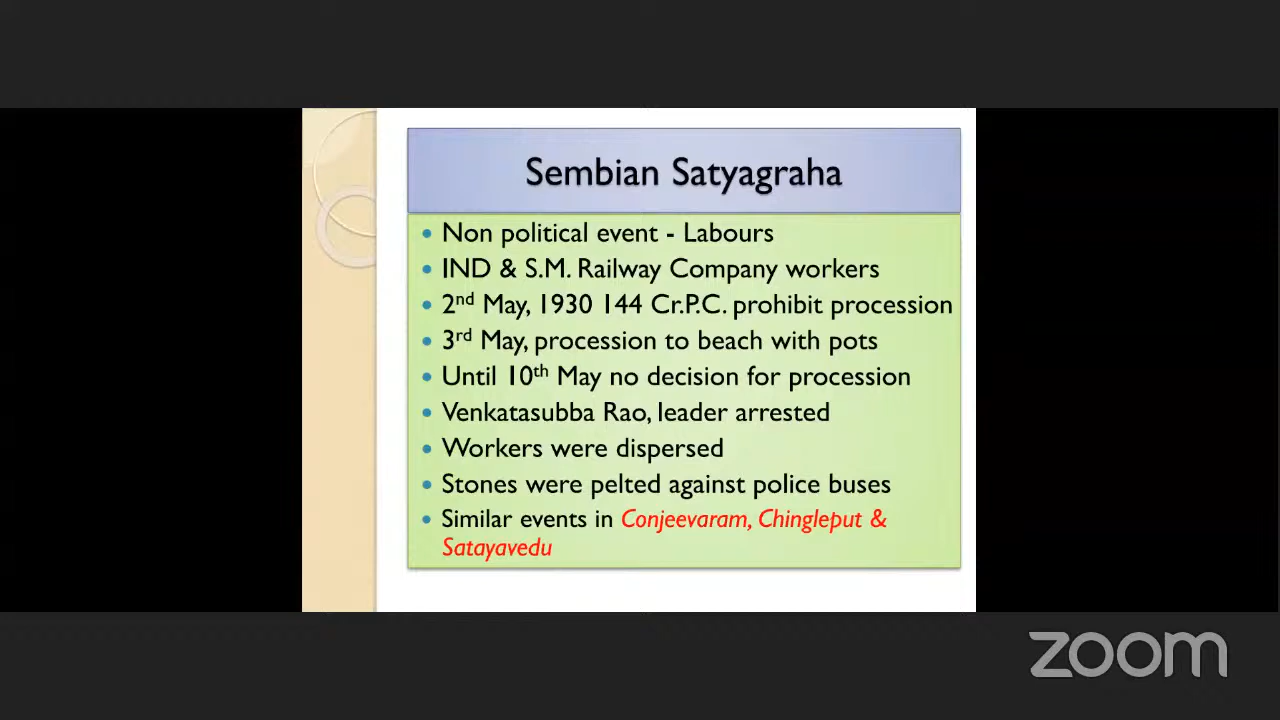 Sembian Satyagraha
• Non political event - Labours
• IND & S.M. Railway Company workers
• 2nd May, 1930 144 Cr.P.C. prohibit procession
• 3rd May, procession to beach with pots
• Until 10th May no decision for procession
• Venkatasubba Rao, leader arrested
• Workers were dispersed
• Stones were pelted against police buses
• Similar events in Conjeevaram, Chingleput &
Satayavedu
zoom